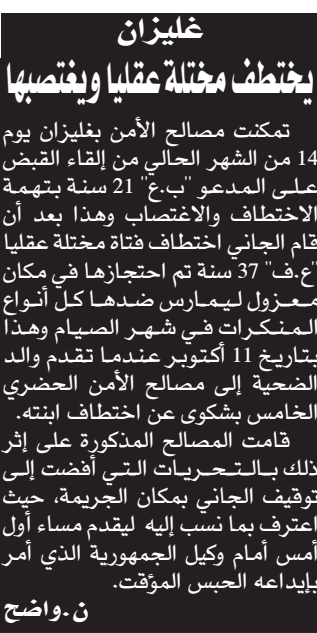 غليزان
يختطف مختلة عقليا ويغتصبها
تمكنت مصالح الأمن بغليزان يوم
14 من الشهر الحالي من إلقاء القبض
على المدعو "ب.ع" 21 سنة بتهمة
الاختطاف والاغتصاب وهذا بعد أن
قام الجاني اختطاف فتاة مختلة عقليا
"ع.ف" 37 سنة تم احتجازها في مكان
معزول ليمارس ضدها كل أنواع
المنكرات في شهر الصيام وهذا
بتاريخ 11 أكتوبر عندما تقدم والد
الضحية إلى مصالح الأمن الحضري
الخامس بشكوى عن اختطاف ابنته.
قامت المصالح المذكورة على إثر
ذلك بالتحريات التي أفضت إلى
توقيف الجاني بمكان الجريمة، حيث
اعترف بما نسب إليه ليقدم مساء أول
أمس أمام وكيل الجمهورية الذي أمر
بإيداعه الحبس المؤقت.
ن.واضح